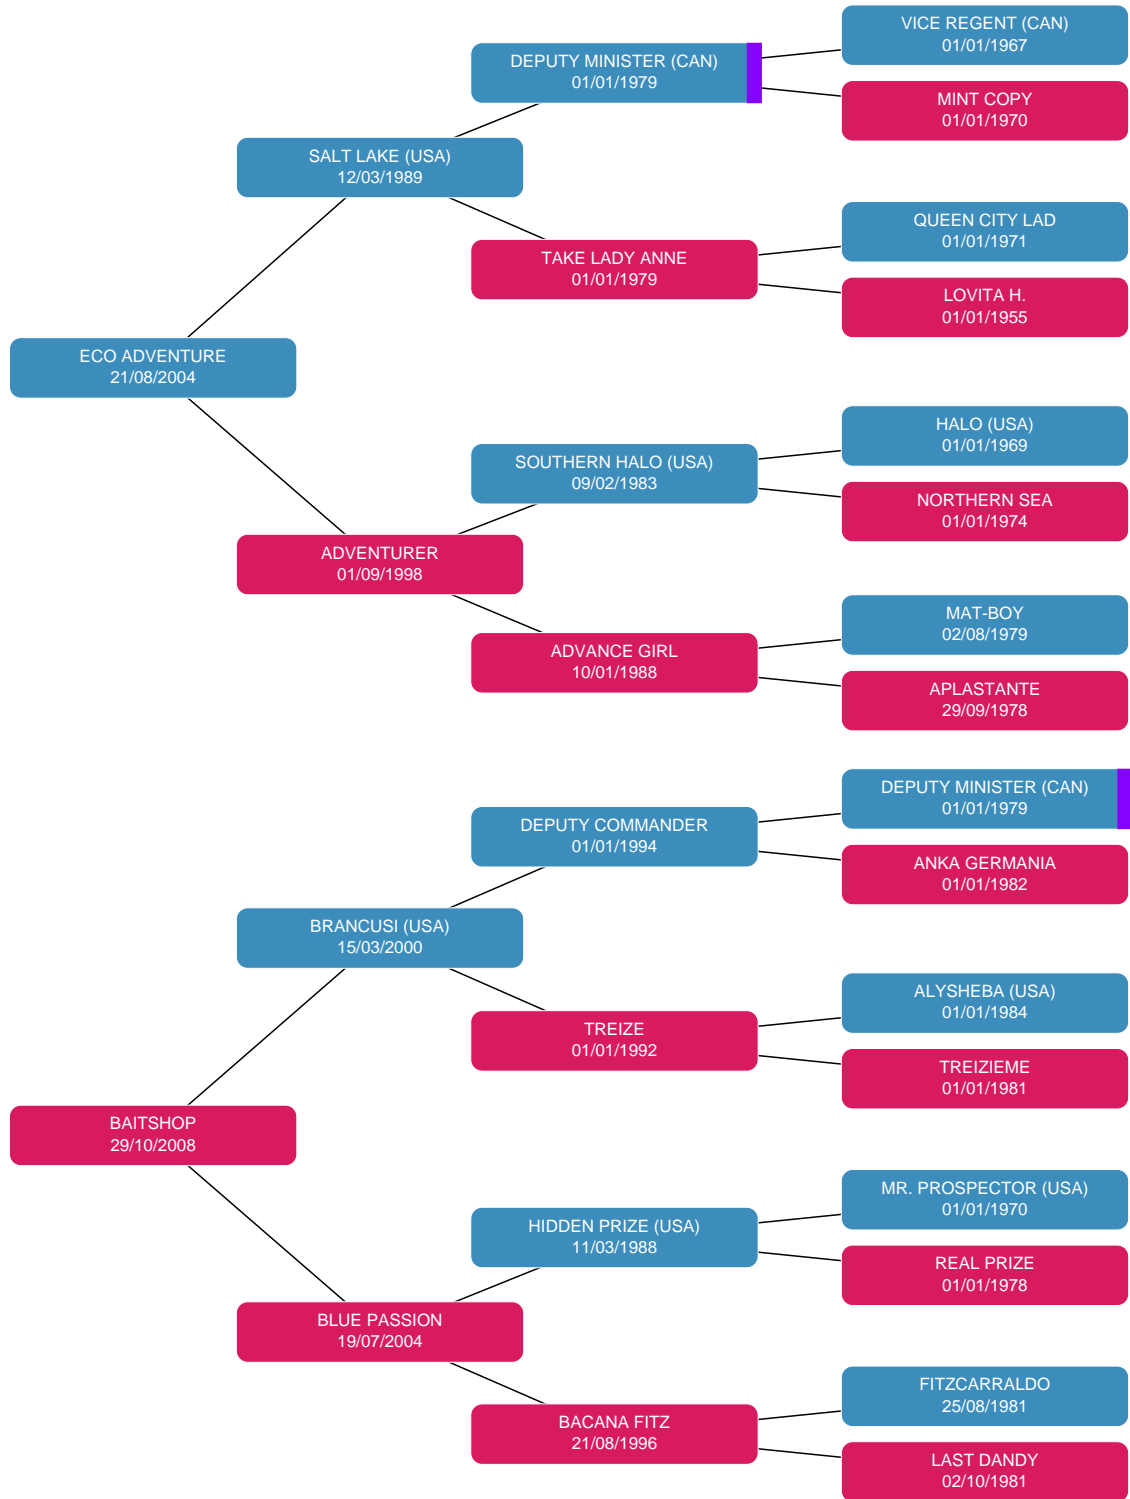 VICE REGENT (CAN)
01/01/1967
DEPUTY MINISTER (CAN)
01/01/1979
MINT COPY
01/01/1970
SALT LAKE (USA)
12/03/1989
QUEEN CITY LAD
01/01/1971
TAKE LADY ANNE
01/01/1979
LOVITA H.
01/01/1955
ECO ADVENTURE
21/08/2004
HALO (USA)
01/01/1969
SOUTHERN HALO (USA)
09/02/1983
NORTHERN SEA
01/01/1974
ADVENTURER
01/09/1998
MAT-BOY
02/08/1979
ADVANCE GIRL
10/01/1988
APLASTANTE
29/09/1978
DEPUTY MINISTER (CAN)
01/01/1979
DEPUTY COMMANDER
01/01/1994
ANKA GERMANIA
01/01/1982
BRANCUSI (USA)
15/03/2000
ALYSHEBA (USA)
01/01/1984
TREIZE
01/01/1992
TREIZIEME
01/01/1981
BAITSHOP
29/10/2008
MR. PROSPECTOR (USA)
01/01/1970
HIDDEN PRIZE (USA)
11/03/1988
REAL PRIZE
01/01/1978
BLUE PASSION
19/07/2004
FITZCARRALDO
25/08/1981
BACANA FITZ
21/08/1996
LAST DANDY
02/10/1981